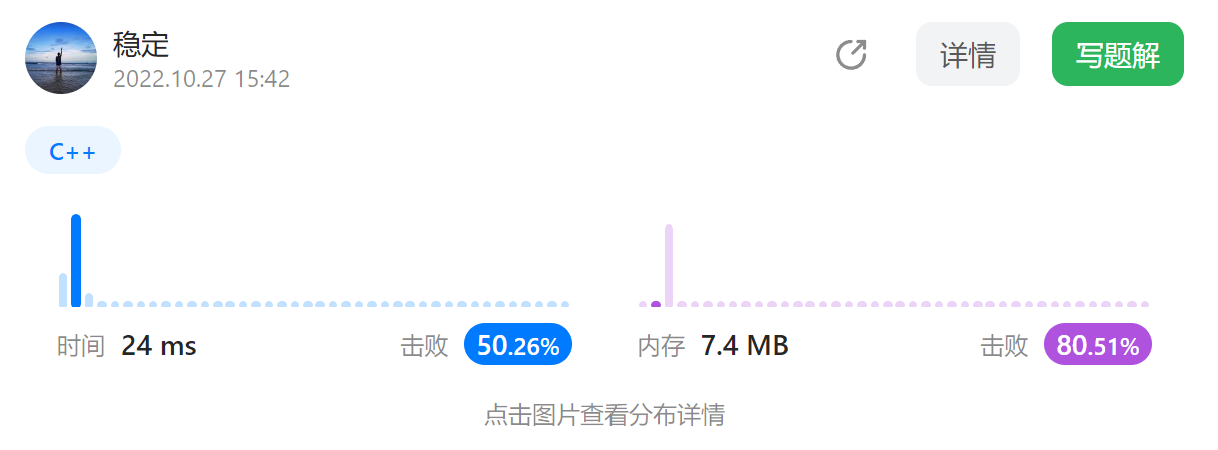 稳定
2022.10.27 15:42
详情
写题解
C++
时间 24 ms 击败 50.26%
内存 7.4 MB 击败 80.51%
点击图片查看分布详情